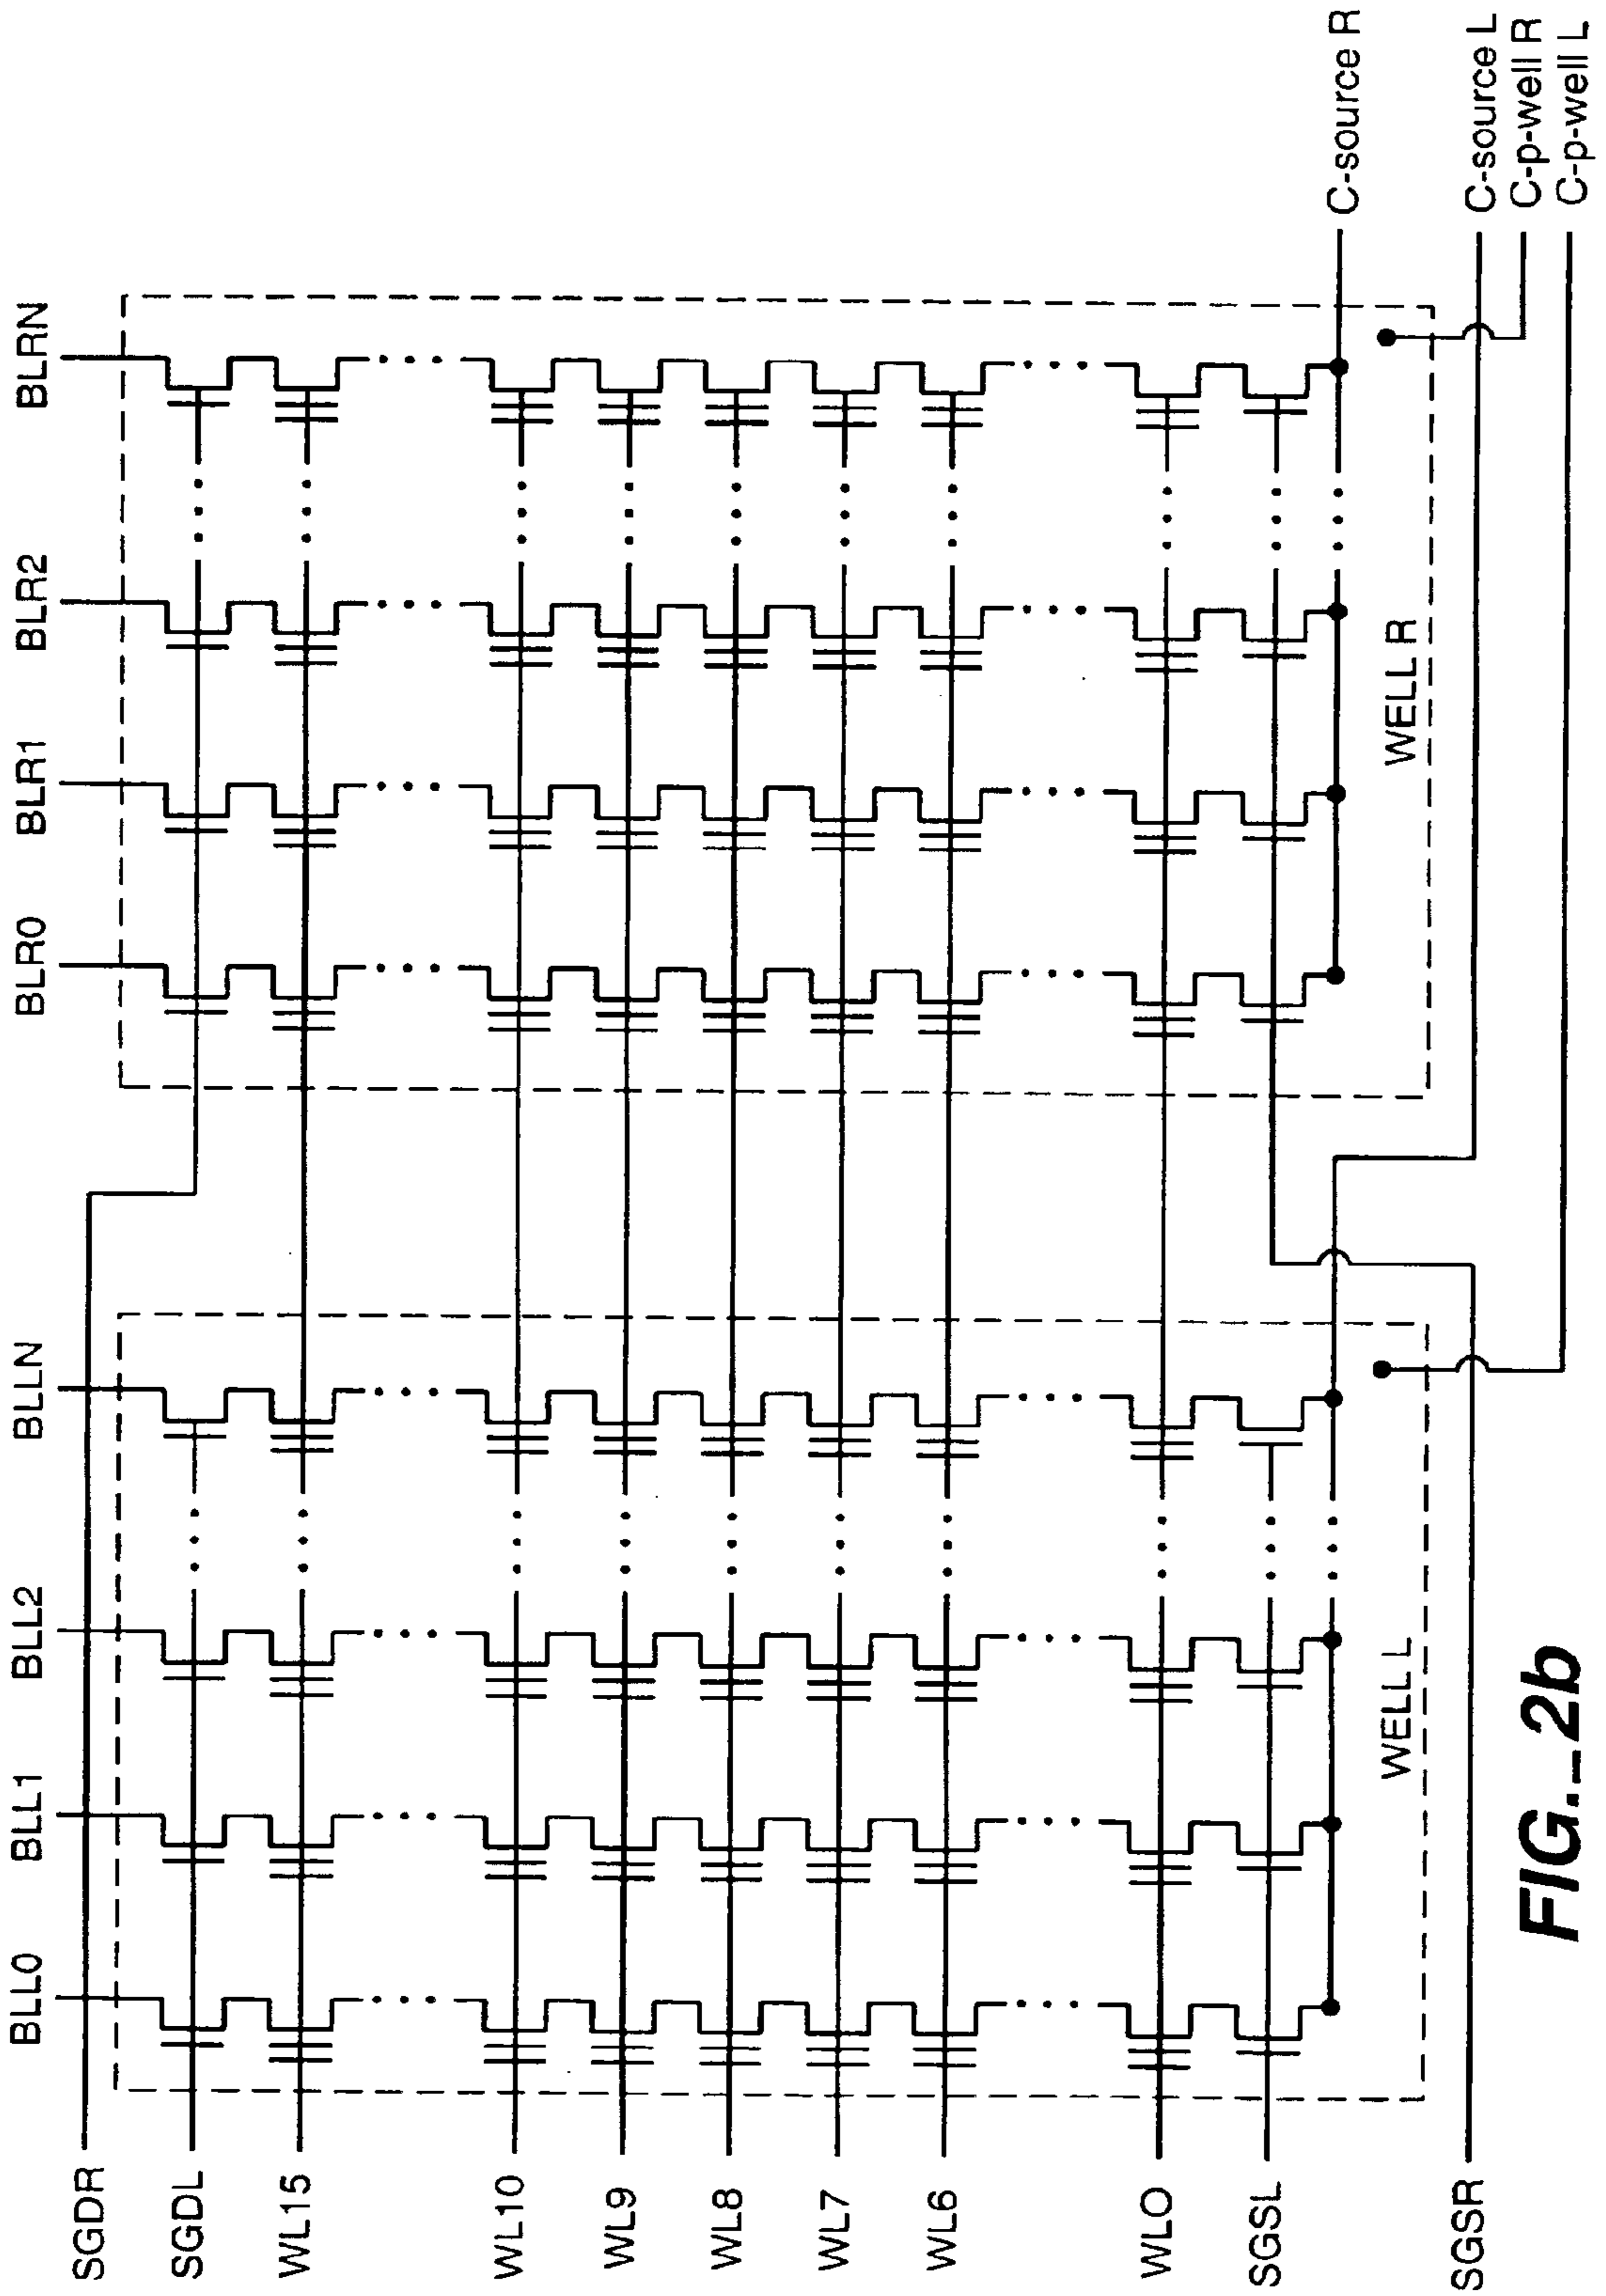 BLL0
BLL1
BLL2
BLLN
BLR0
BLR1
BLR2
BLRN
SGDR
SGDL
WL15
WL10
WL9
WL8
WL7
WL6
WLO
SGSL
SGSR
WELL L
WELL R
C-source R
C-source L
C-p-well R
C-p-well L
FIG._2b